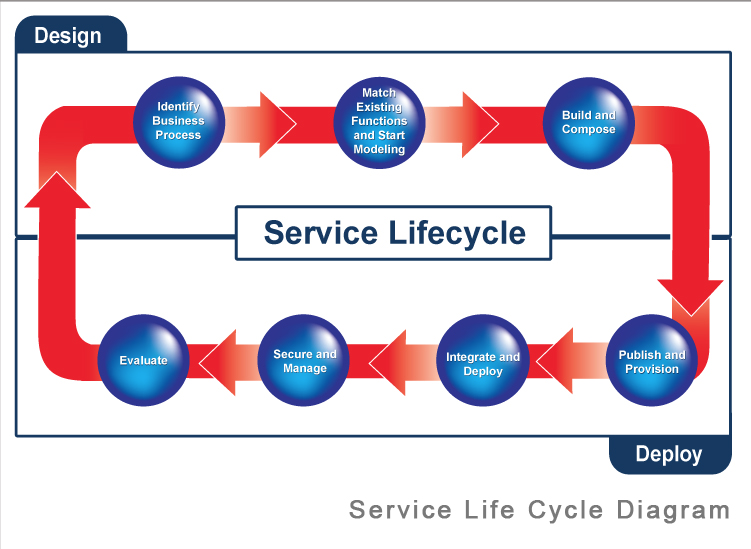 Design
Identify
Business
Process
Match
Existing
Functions
and Start
Modeling
Build and
Compose
Service Lifecycle
Evaluate
Secure and
Manage
Integrate and
Deploy
Publish and
Provision
Deploy
Service Life Cycle Diagram